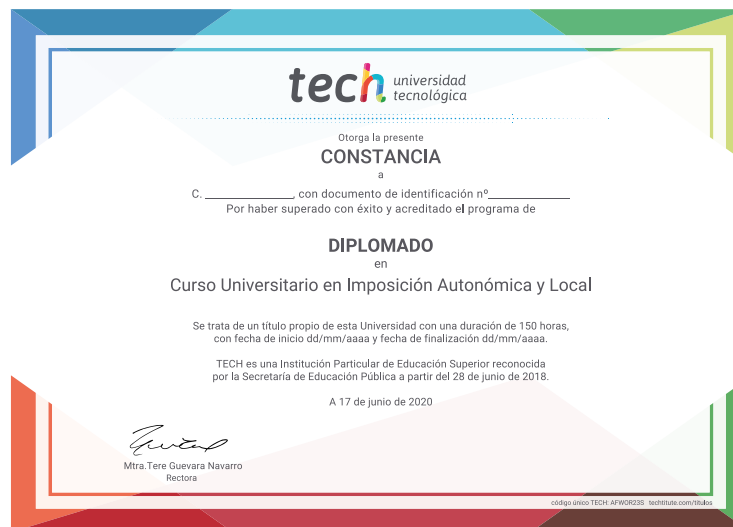 tech universidad
tecnológica
Otorga la presente
CONSTANCIA
a
C. ______________, con documento de identificación nº______________
Por haber superado con éxito y acreditado el programa de
DIPLOMADO
en
Curso Universitario en Imposición Autonómica y Local
Se trata de un título propio de esta Universidad con una duración de 150 horas,
con fecha de inicio dd/mm/aaaa y fecha de finalización dd/mm/aaaa.
TECH es una Institución Particular de Educación Superior reconocida
por la Secretaría de Educación Pública a partir del 28 de junio de 2018.
A 17 de junio de 2020
Mtra.Tere Guevara Navarro
Rectora
código único TECH: AFWOR23S techtitute.com/titulos